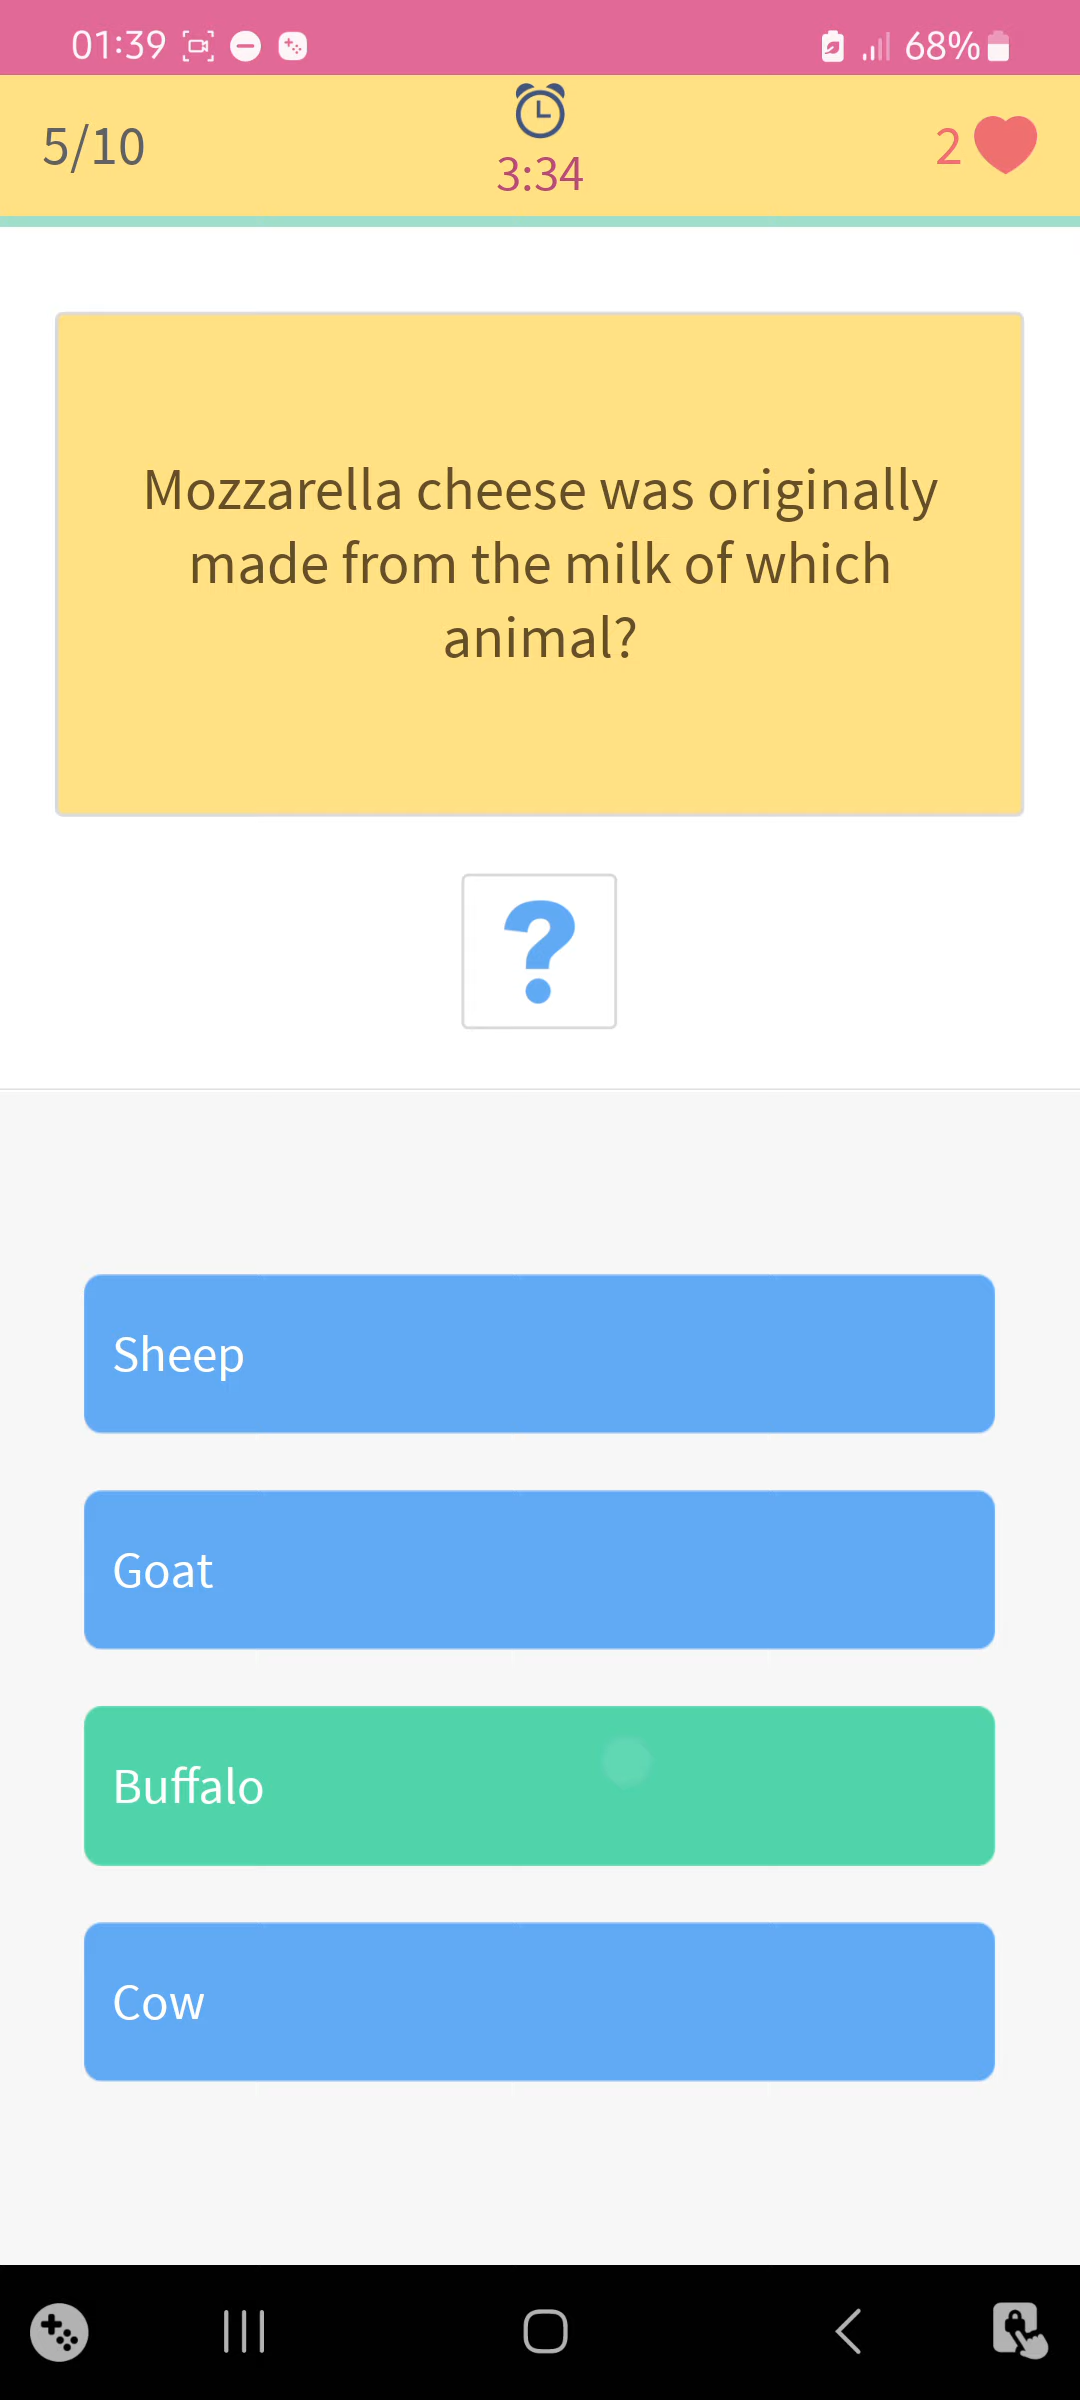 01:39
68%
5/10
3:34
2
Mozzarella cheese was originally
made from the milk of which
animal?
?
Sheep
Goat
Buffalo
Cow